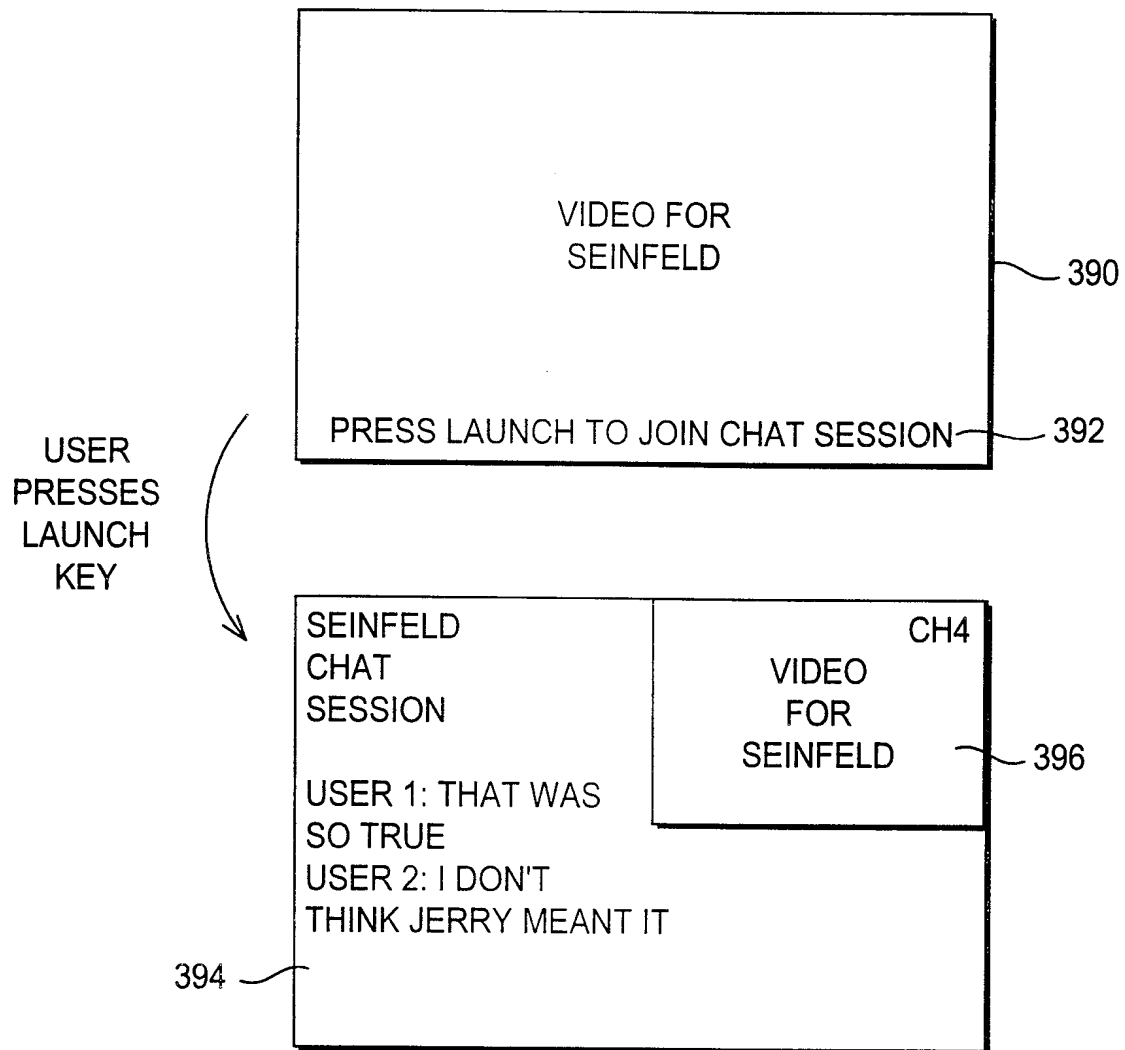 VIDEO FOR
SEINFELD
390
PRESS LAUNCH TO JOIN CHAT SESSION
392
USER
PRESSES
LAUNCH
KEY
SEINFELD
CHAT
SESSION
CH4
VIDEO
FOR
SEINFELD
396
USER 1: THAT WAS
SO TRUE
USER 2: I DON'T
THINK JERRY MEANT IT
394